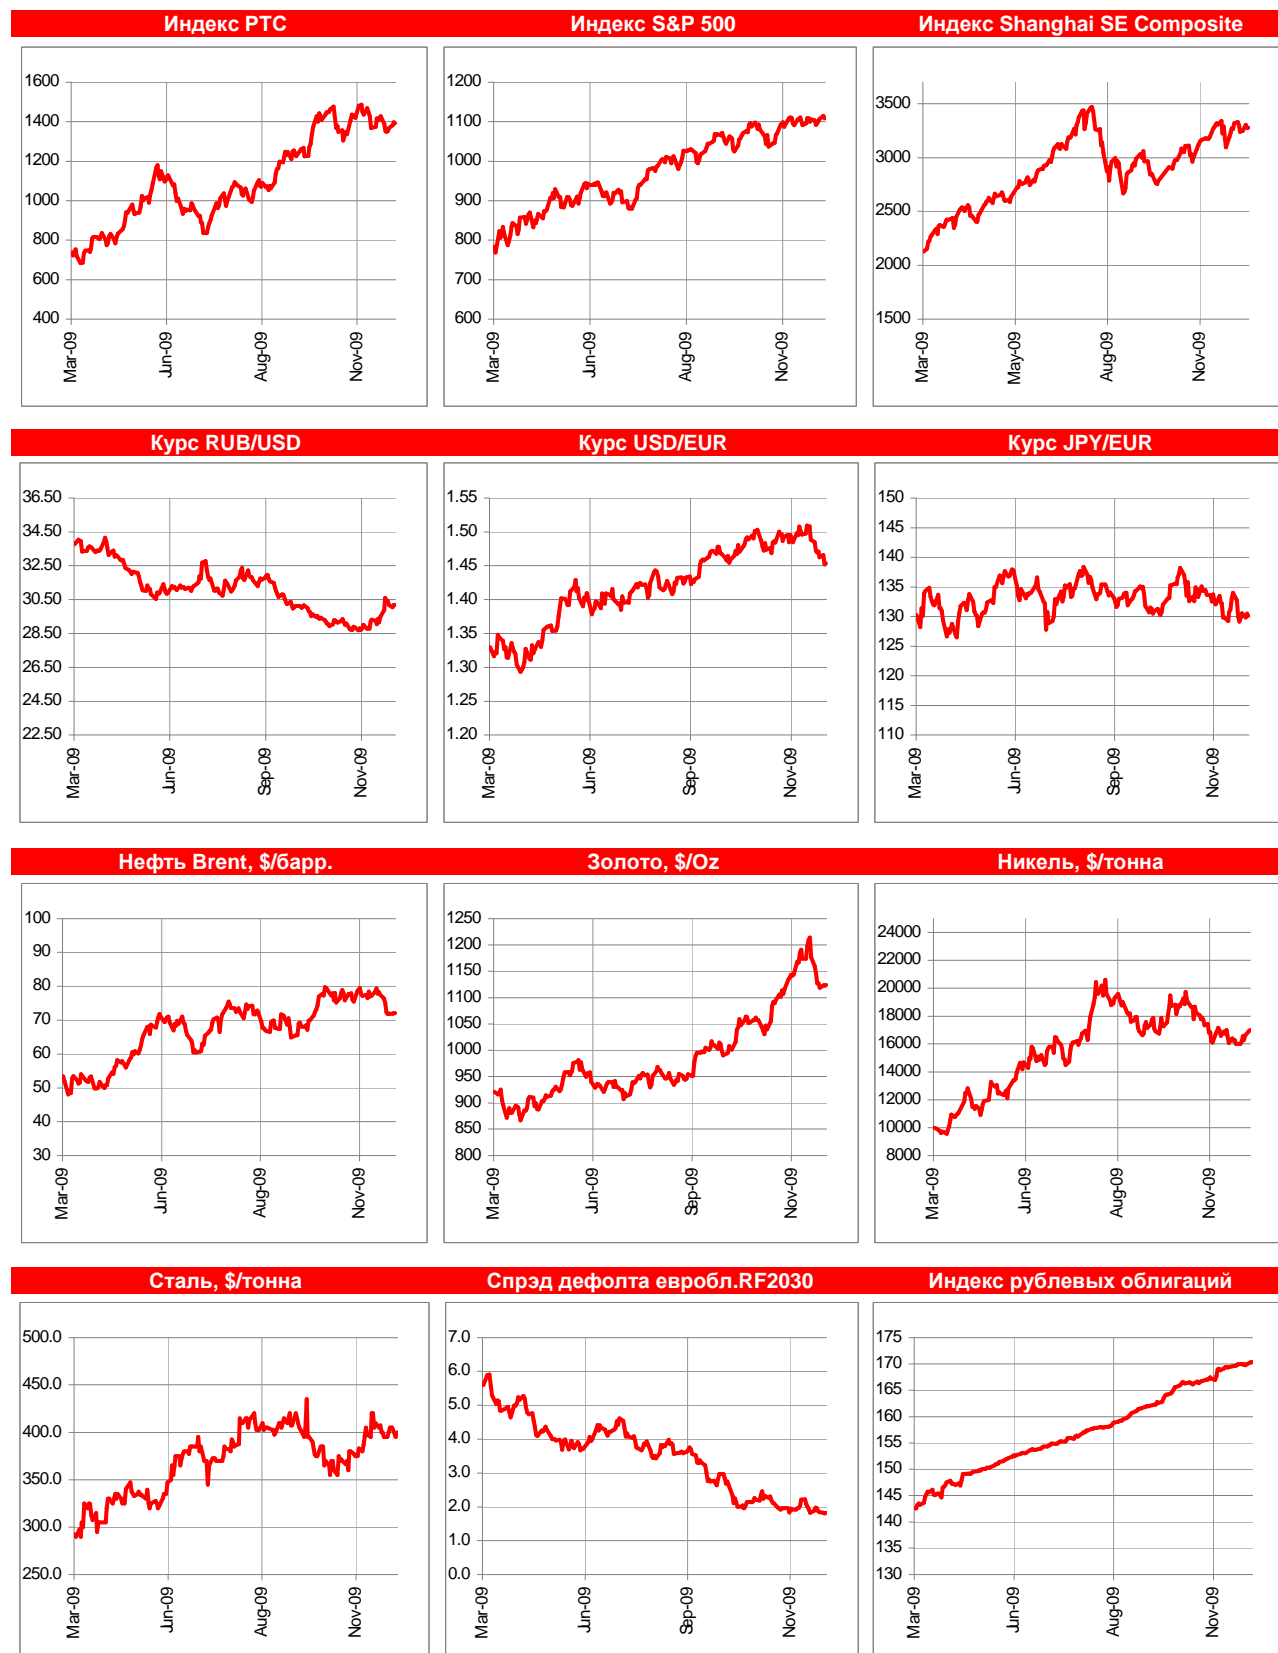 Индекс РТС
1600
1400
1200
1000
800
600
400
Mar-09
Jun-09
Aug-09
Nov-09
Индекс S&P 500
1200
1100
1000
900
800
700
600
Mar-09
Jun-09
Aug-09
Nov-09
Индекс Shanghai SE Composite
3500
3000
2500
2000
1500
Mar-09
May-09
Aug-09
Nov-09
Курс RUB/USD
36.50
34.50
32.50
30.50
28.50
26.50
24.50
22.50
Mar-09
Jun-09
Sep-09
Nov-09
Курс USD/EUR
1.55
1.50
1.45
1.40
1.35
1.30
1.25
1.20
Mar-09
Jun-09
Sep-09
Nov-09
Курс JPY/EUR
150
145
140
135
130
125
120
115
110
Mar-09
Jun-09
Sep-09
Nov-09
Нефть Brent, $/барр.
100
90
80
70
60
50
40
30
Mar-09
Jun-09
Aug-09
Nov-09
Золото, $/Oz
1250
1200
1150
1100
1050
1000
950
900
850
800
Mar-09
Jun-09
Sep-09
Nov-09
Никель, $/тонна
24000
22000
20000
18000
16000
14000
12000
10000
8000
Mar-09
Jun-09
Aug-09
Nov-09
Сталь, $/тонна
500.0
450.0
400.0
350.0
300.0
250.0
Mar-09
Jun-09
Aug-09
Nov-09
Спрэд дефолта евробл.RF2030
7.0
6.0
5.0
4.0
3.0
2.0
1.0
0.0
Mar-09
Jun-09
Sep-09
Nov-09
Индекс рублевых облигаций
175
170
165
160
155
150
145
140
135
130
Mar-09
Jun-09
Aug-09
Nov-09